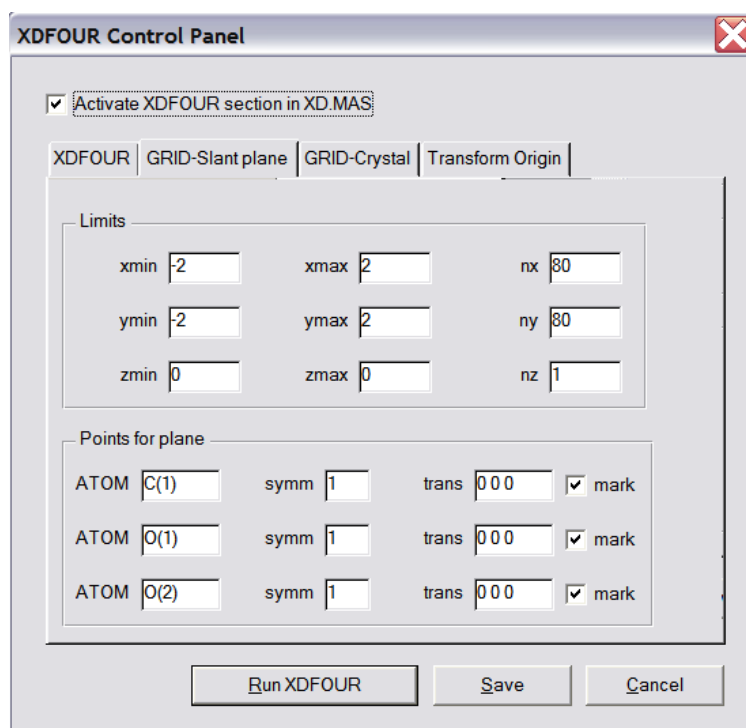 XDFOUR Control Panel
Activate XDFOUR section in XD.MAS
XDFOUR GRID-Slant plane GRID-Crystal Transform Origin
Limits
xmin -2 xmax 2 nx 80
ymin -2 ymax 2 ny 80
zmin 0 zmax 0 nz 1
Points for plane
ATOM C(1) symm 1 trans 0 0 0 mark
ATOM O(1) symm 1 trans 0 0 0 mark
ATOM O(2) symm 1 trans 0 0 0 mark
Run XDFOUR Save Cancel